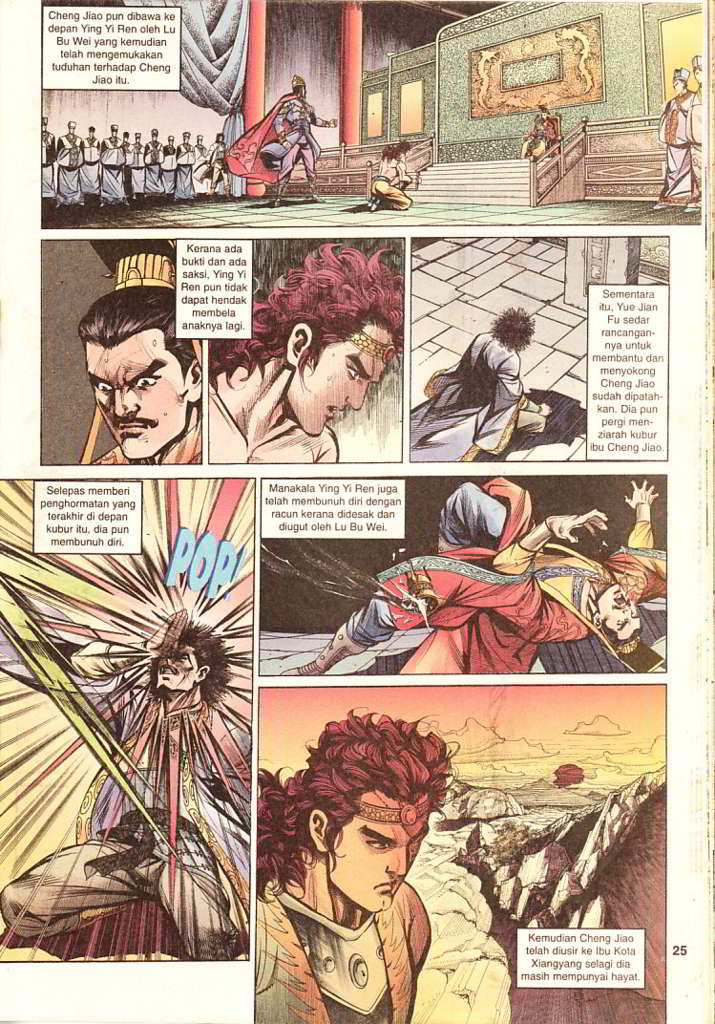 Cheng Jiao pun dibawa ke
depan Ying Yi Ren oleh Lu
Bu Wei yang kemudian
telah mengemukakan
tuduhan terhadap Cheng
Jiao itu.
Kerana ada
bukti dan ada
saksi, Ying Yi
Ren pun tidak
dapat hendak
membela
anaknya lagi.
Sementara
itu, Yue Jian
Fu sedar
rancangan-
nya untuk
membantu dan
menyokong
Cheng Jiao
sudah dipatah-
kan. Dia pun
pergi men-
ziarah kubur
ibu Cheng Jiao.
Selepas memberi
penghormatan yang
terakhir di depan
kubur itu, dia pun
membunuh diri.
POP!
Manakala Ying Yi Ren juga
telah membunuh diri dengan
racun kerana didesak dan
diugut oleh Lu Bu Wei.
Kemudian Cheng Jiao
telah diusir ke Ibu Kota
Xiangyang selagi dia
masih mempunyai hayat.
25